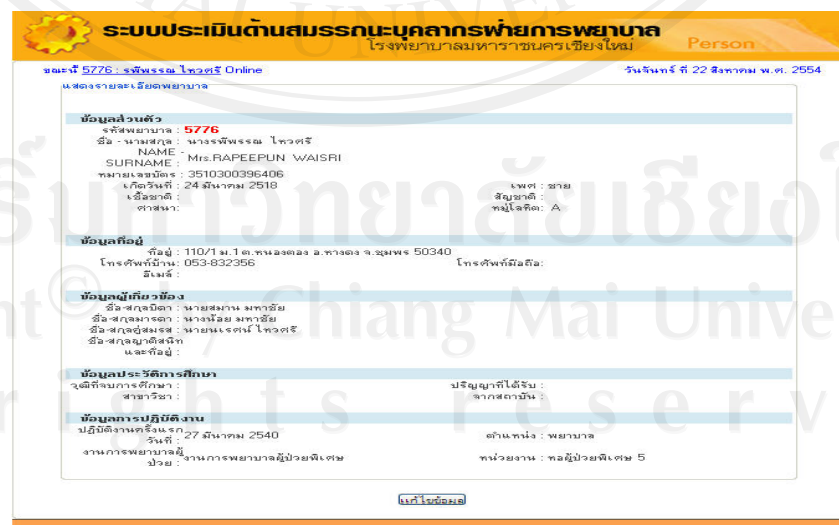 ระบบประเมินด้านสมรรถนะบุคลากรฝ่ายการพยาบาล
โรงพยาบาลมหาราชนครเชียงใหม่ Person
ขณะนี้ 5776 : รพีพรรณ ไหวศรี Online วันจันทร์ ที่ 22 สิงหาคม พ.ศ. 2554
แสดงรายละเอียดพยาบาล
ข้อมูลส่วนตัว
รหัสพยาบาล : 5776
ชื่อ - นามสกุล : นางรพีพรรณ ไหวศรี
NAME -
SURNAME : Mrs.RAPEEPUN WAISRI
หมายเลขบัตร : 3510300396406
เกิดวันที่ : 24 มีนาคม 2518 เพศ : ชาย
เชื้อชาติ : สัญชาติ :
ศาสนา: หมู่โลหิต: A
ข้อมูลที่อยู่
ที่อยู่ : 110/1 ม.1 ต.หนองตอง อ.หางดง จ.ชุมพร 50340
โทรศัพท์บ้าน: 053-832356 โทรศัพท์มือถือ:
อีเมล์ :
ข้อมูลผู้เกี่ยวข้อง
ชื่อ-สกุลบิดา : นายสมาน มหาชัย
ชื่อ-สกุลมารดา : นางน้อย มหาชัย
ชื่อ-สกุลคู่สมรส : นายนเรศน์ ไหวศรี
ชื่อ-สกุลญาติสนิท
และที่อยู่ :
ข้อมูลประวัติการศึกษา
วุฒิที่จบการศึกษา : ปริญญาที่ได้รับ :
สาขาวิชา : จากสถาบัน :
ข้อมูลการปฏิบัติงาน
ปฏิบัติงานครั้งแรก
วันที่ : 27 มีนาคม 2540 ตำแหน่ง : พยาบาล
งานการพยาบาลผู้
ป่วย : งานการพยาบาลผู้ป่วยพิเศษ หน่วยงาน : หอผู้ป่วยพิเศษ 5
แก้ไขข้อมูล